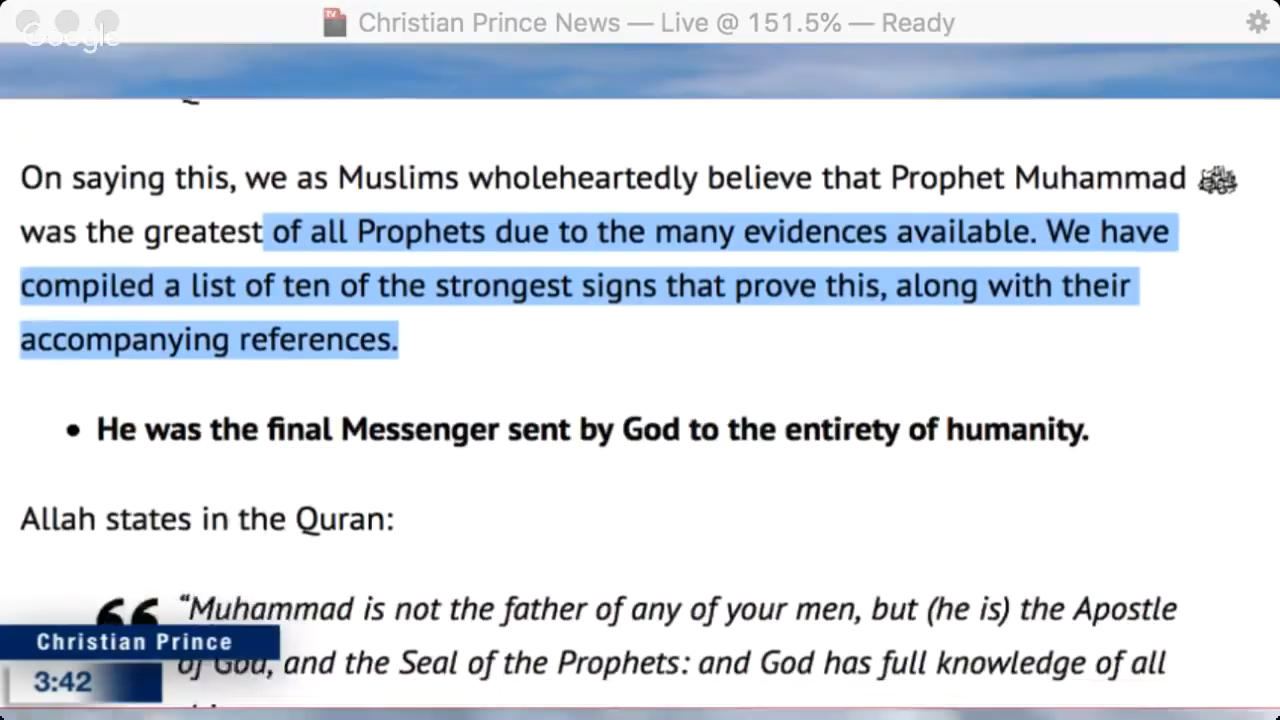 Christian Prince News — Live @ 151.5% — Ready
Google
On saying this, we as Muslims wholeheartedly believe that Prophet Muhammad ﷺ
was the greatest of all Prophets due to the many evidences available. We have
compiled a list of ten of the strongest signs that prove this, along with their
accompanying references.
• He was the final Messenger sent by God to the entirety of humanity.
Allah states in the Quran:
“Muhammad is not the father of any of your men, but (he is) the Apostle
of God, and the Seal of the Prophets: and God has full knowledge of all
Christian Prince
3:42